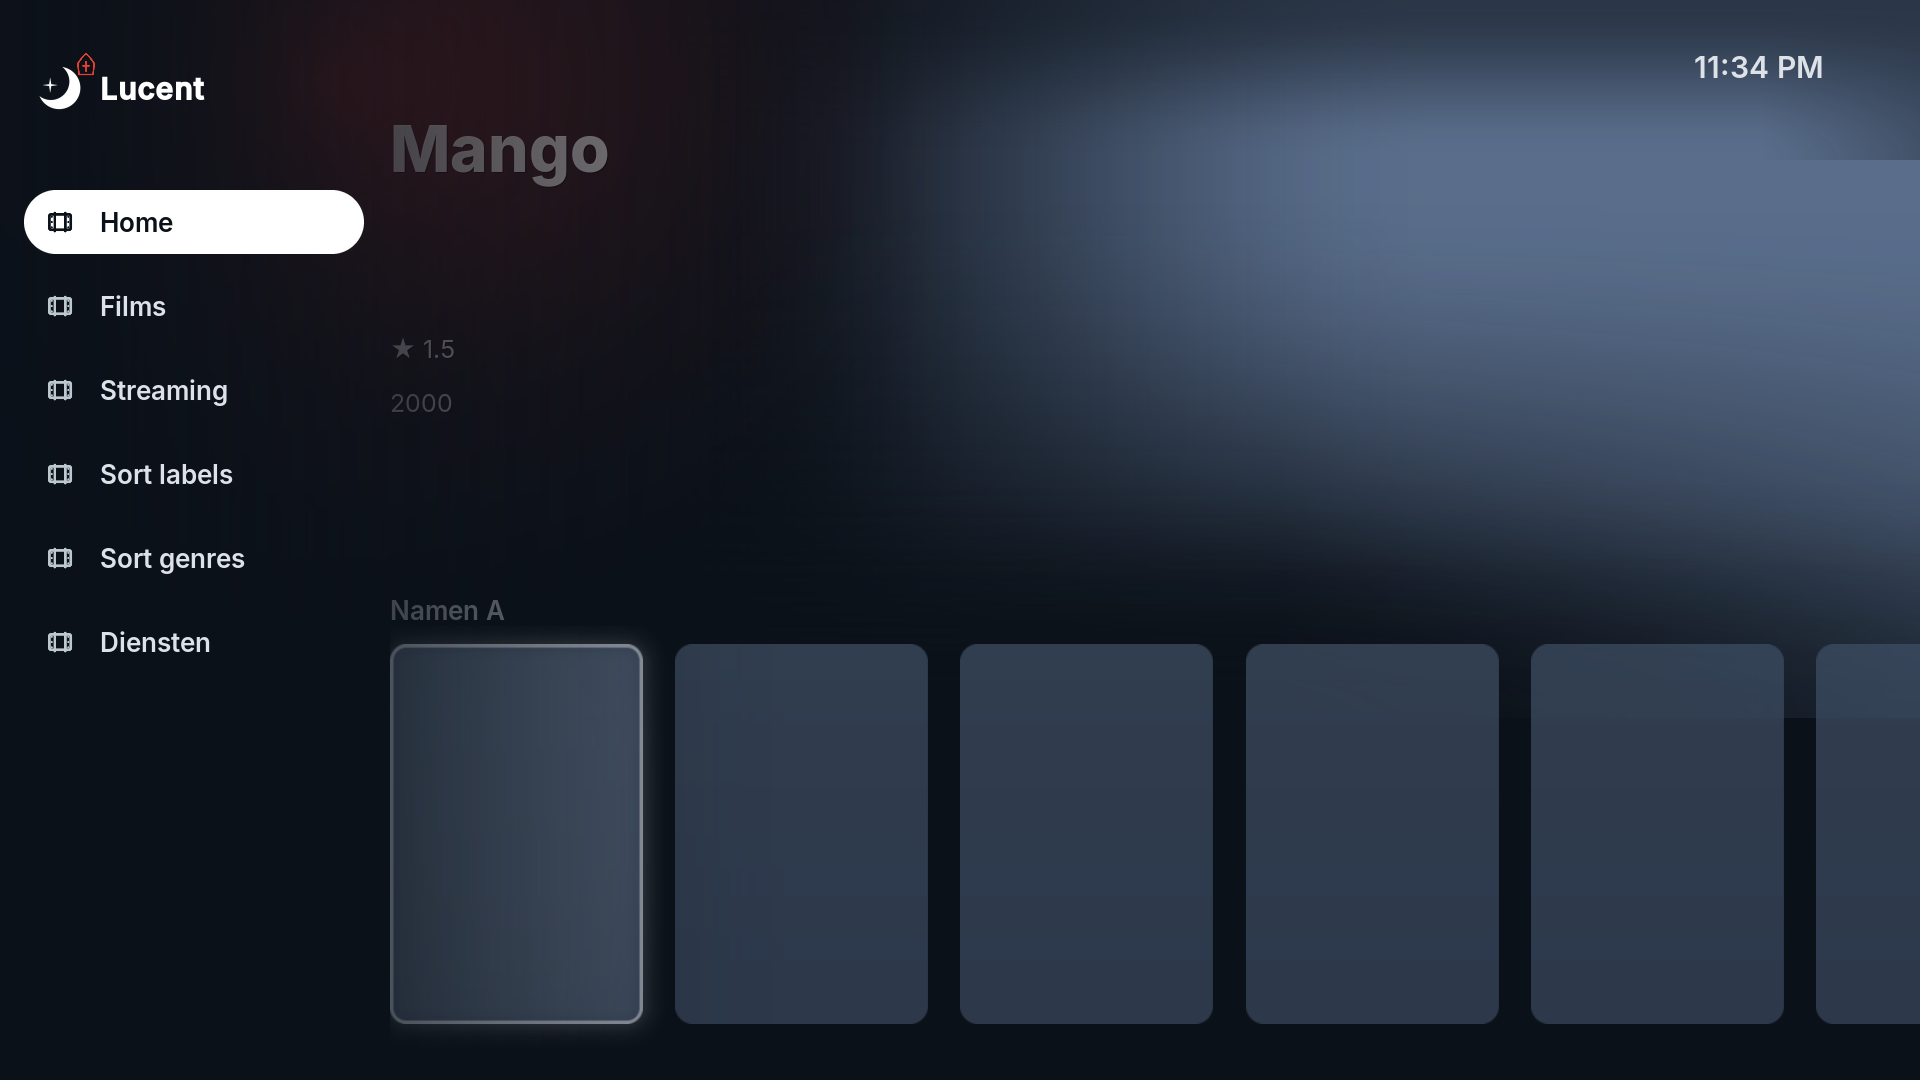 Lucent
11:34 PM
Mango
Home
Films
★ 1.5
Streaming
2000
Sort labels
Sort genres
Namen A
Diensten